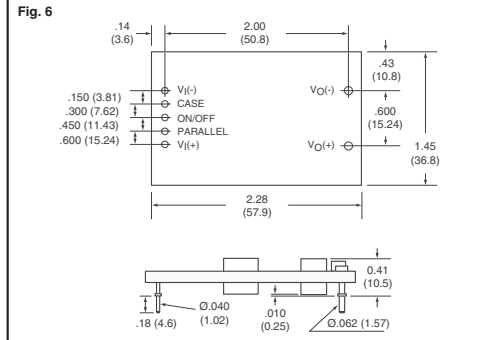 Fig. 6
.14
(3.6)
2.00
(50.8)
.43
(10.8)
VI(-)
VO(-)
.150 (3.81)
CASE
.300 (7.62)
ON/OFF
.600
(15.24)
.450 (11.43)
PARALLEL
.600 (15.24)
VI(+)
VO(+)
1.45
(36.8)
2.28
(57.9)
0.41
(10.5)
Ø.040
(1.02)
.010
(0.25)
.18 (4.6)
Ø.062 (1.57)